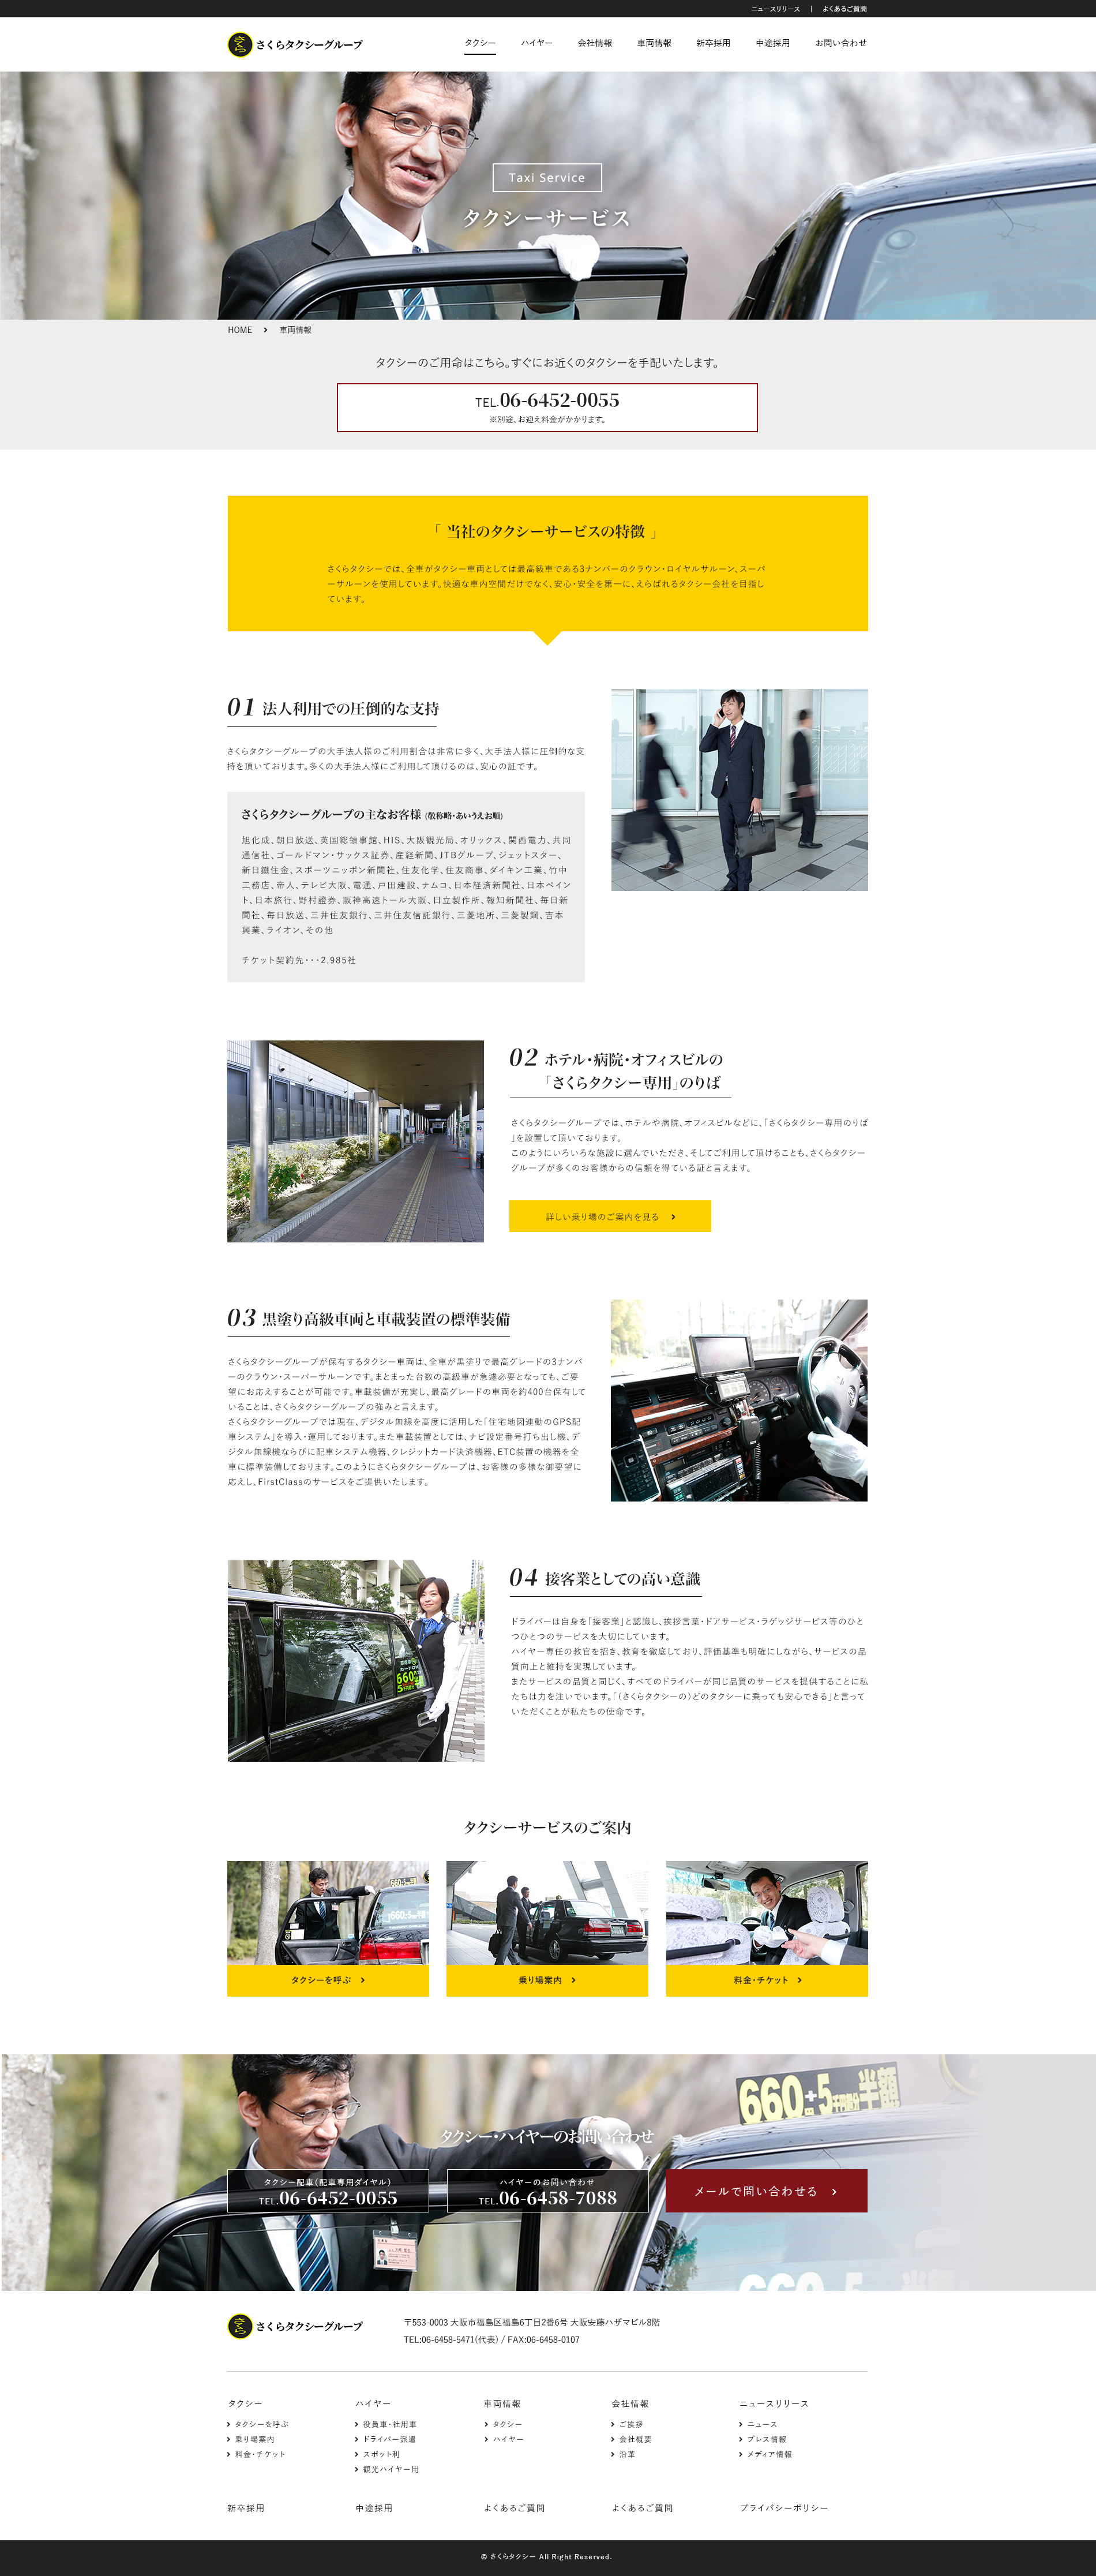 ニュースリリース | よくあるご質問
さくらタクシーグループ
タクシー ハイヤー 会社情報 車両情報 新卒採用 中途採用 お問い合わせ
Taxi Service
タクシーサービス
HOME > 車両情報
タクシーのご用命はこちら。すぐにお近くのタクシーを手配いたします。
TEL.06-6452-0055
※別途、お迎え料金がかかります。
「 当社のタクシーサービスの特徴 」
さくらタクシーでは、全車がタクシー車両としては最高級車である3ナンバーのクラウン・ロイヤルサルーン、スーパ
ーサルーンを使用しています。快適な車内空間だけでなく、安心・安全を第一に、えらばれるタクシー会社を目指し
ています。
01 法人利用での圧倒的な支持
さくらタクシーグループの大手法人様のご利用割合は非常に多く、大手法人様に圧倒的な支
持を頂いております。多くの大手法人様にご利用して頂けるのは、安心の証です。
さくらタクシーグループの主なお客様 (敬称略・あいうえお順)
旭化成、朝日放送、英国総領事館、HIS、大阪観光局、オリックス、関西電力、共同
通信社、ゴールドマン・サックス証券、産経新聞、JTBグループ、ジェットスター、
新日鐵住金、スポーツニッポン新聞社、住友化学、住友商事、ダイキン工業、竹中
工務店、帝人、テレビ大阪、電通、戸田建設、ナムコ、日本経済新聞社、日本ペイン
ト、日本旅行、野村證券、阪神高速トール大阪、日立製作所、報知新聞社、毎日新
聞社、毎日放送、三井住友銀行、三井住友信託銀行、三菱地所、三菱製鋼、吉本
興業、ライオン、その他
チケット契約先・・・2,985社
02 ホテル・病院・オフィスビルの
「さくらタクシー専用」のりば
さくらタクシーグループでは、ホテルや病院、オフィスビルなどに、「さくらタクシー専用のりば
」を設置して頂いております。
このようにいろいろな施設に選んでいただき、そしてご利用して頂けることも、さくらタクシー
グループが多くのお客様からの信頼を得ている証と言えます。
詳しい乗り場のご案内を見る >
03 黒塗り高級車両と車載装置の標準装備
さくらタクシーグループが保有するタクシー車両は、全車が黒塗りで最高グレードの3ナンバ
ーのクラウン・スーパーサルーンです。まとまった台数の高級車が急遽必要となっても、ご要
望にお応えすることが可能です。車載装備が充実し、最高グレードの車両を約400台保有して
いることは、さくらタクシーグループの強みと言えます。
さくらタクシーグループでは現在、デジタル無線を高度に活用した「住宅地図連動のGPS配
車システム」を導入・運用しております。また車載装置としては、ナビ設定番号打ち出し機、デ
ジタル無線機ならびに配車システム機器、クレジットカード決済機器、ETC装置の機器を全
車に標準装備しております。このようにさくらタクシーグループは、お客様の多様な御要望に
応えし、FirstClassのサービスをご提供いたします。
660
04 接客業としての高い意識
ドライバーは自身を「接客業」と認識し、挨拶言葉・ドアサービス・ラゲッジサービス等のひと
つひとつのサービスを大切にしています。
ハイヤー専任の教官を招き、教育を徹底しており、評価基準も明確にしながら、サービスの品
質向上と維持を実現しています。
またサービスの品質と同じく、すべてのドライバーが同じ品質のサービスを提供することに私
たちは力を注いでいます。「（さくらタクシーの）どのタクシーに乗っても安心できる」と言って
いただくことが私たちの使命です。
タクシーサービスのご案内
タクシーを呼ぶ >
乗り場案内 >
料金・チケット >
660 5 半額
タクシー・ハイヤーのお問い合わせ
タクシー配車（配車専用ダイヤル）
TEL.06-6452-0055
ハイヤーのお問い合わせ
TEL.06-6458-7088
メールで問い合わせる >
さくらタクシーグループ
〒553-0003 大阪市福島区福島6丁目2番6号 大阪安藤ハザマビル8階
TEL:06-6458-5471(代表) / FAX:06-6458-0107
タクシー
> タクシーを呼ぶ
> 乗り場案内
> 料金・チケット
ハイヤー
> 役員車・社用車
> ドライバー派遣
> スポット利
> 観光ハイヤー用
車両情報
> タクシー
> ハイヤー
会社情報
> ご挨拶
> 会社概要
> 沿革
ニュースリリース
> ニュース
> プレス情報
> メディア情報
新卒採用 中途採用 よくあるご質問 よくあるご質問 プライバシーポリシー
© さくらタクシー All Right Reserved.